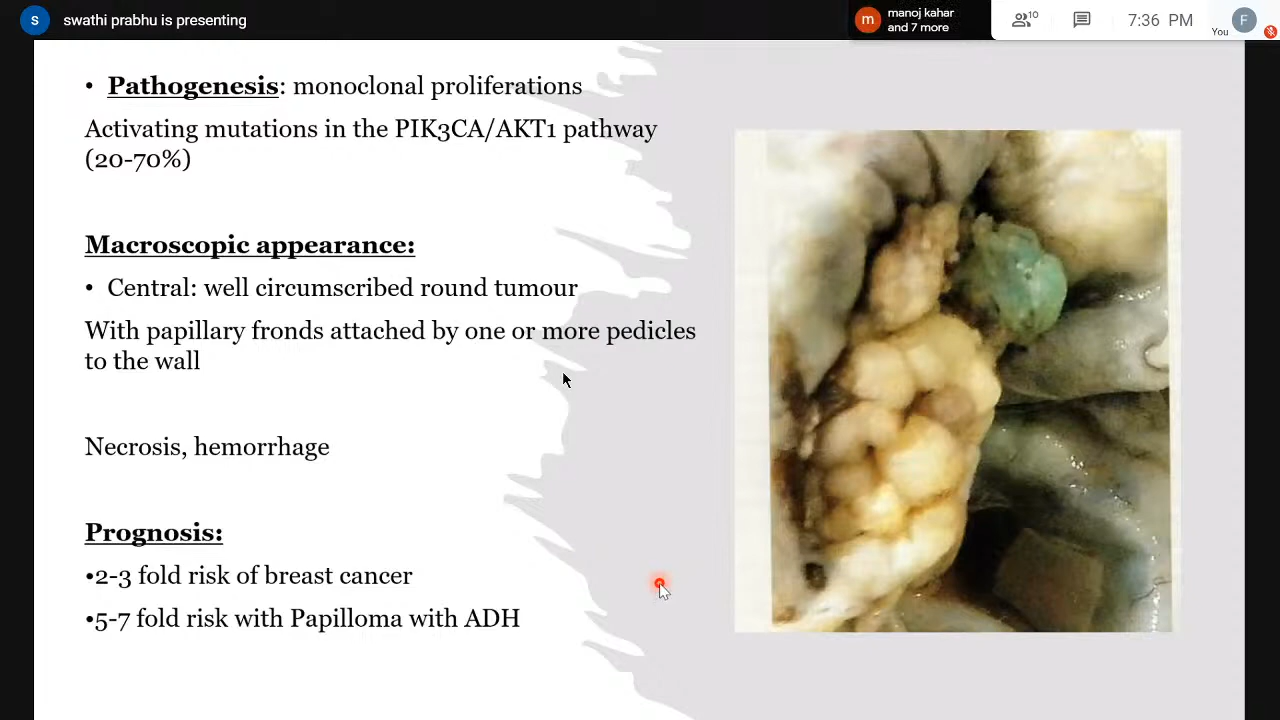 s swathi prabhu is presenting
m manoj kahar
and 7 more
10
7:36 PM
You
F
• Pathogenesis: monoclonal proliferations
Activating mutations in the PIK3CA/AKT1 pathway
(20-70%)
Macroscopic appearance:
• Central: well circumscribed round tumour
With papillary fronds attached by one or more pedicles
to the wall
Necrosis, hemorrhage
Prognosis:
•2-3 fold risk of breast cancer
•5-7 fold risk with Papilloma with ADH